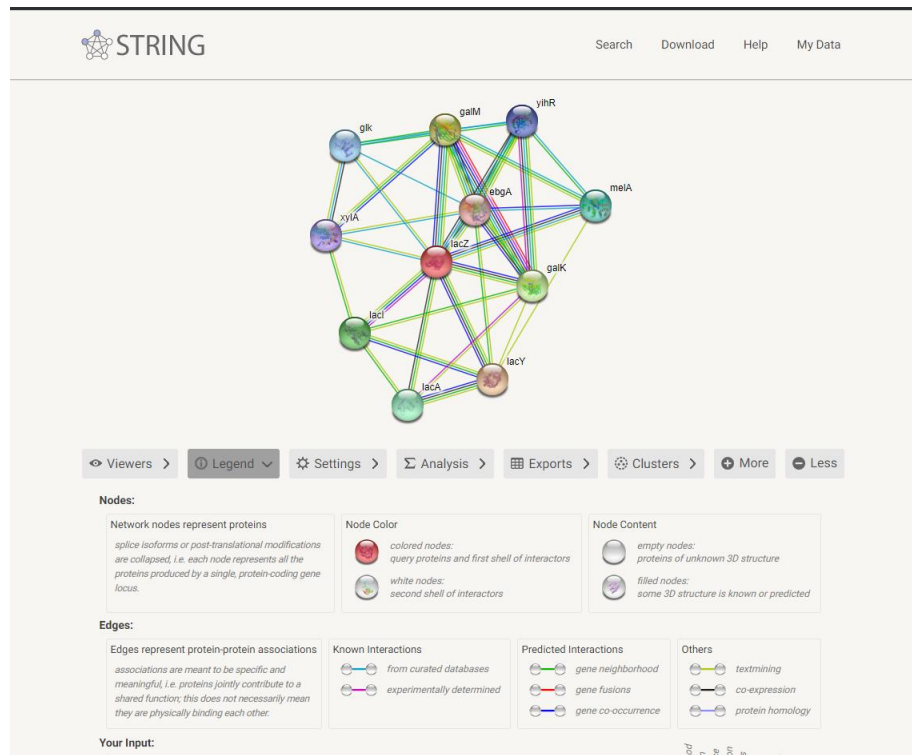 STRING
Search Download Help My Data
yihR
galM
glk
melA
ebgA
xylA
lacZ
galK
lacI
lacY
lacA
Viewers Legend Settings Analysis Exports Clusters More Less
Nodes:
Network nodes represent proteins
splice isoforms or post-translational modifications
are collapsed, i.e. each node represents all the
proteins produced by a single, protein-coding gene
locus.
Node Color
colored nodes:
query proteins and first shell of interactors
white nodes:
second shell of interactors
Node Content
empty nodes:
proteins of unknown 3D structure
filled nodes:
some 3D structure is known or predicted
Edges:
Edges represent protein-protein associations
associations are meant to be specific and
meaningful, i.e. proteins jointly contribute to a
shared function; this does not necessarily mean
they are physically binding each other.
Known Interactions
from curated databases
experimentally determined
Predicted Interactions
gene neighborhood
gene fusions
gene co-occurrence
Others
textmining
co-expression
protein homology
Your Input: